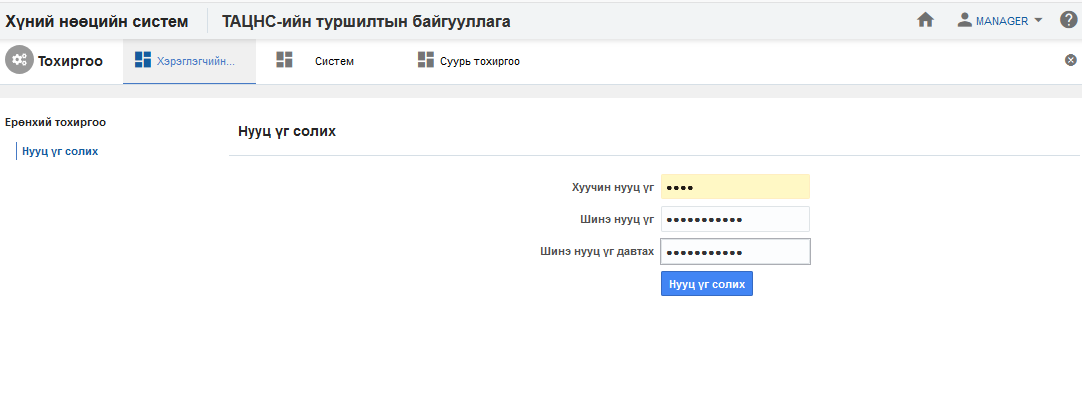 Хүний нөөцийн систем ТАЦНС-ийн туршилтын байгууллага MANAGER
Тохиргоо Хэрэглэгчийн... Систем Суурь тохиргоо
Ерөнхий тохиргоо
Нууц үг солих
Нууц үг солих
Хуучин нууц үг ••••
Шинэ нууц үг •••••••••••
Шинэ нууц үг давтах •••••••••••
Нууц үг солих